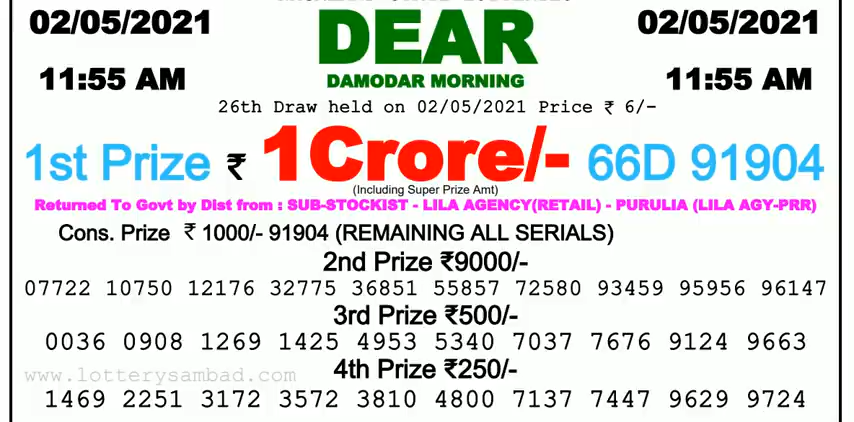 02/05/2021 DEAR 02/05/2021
11:55 AM DAMODAR MORNING 11:55 AM
26th Draw held on 02/05/2021 Price ₹ 6/-
1st Prize ₹ 1Crore/- 66D 91904
(Including Super Prize Amt)
Returned To Govt by Dist from : SUB-STOCKIST - LILA AGENCY(RETAIL) - PURULIA (LILA AGY-PRR)
Cons. Prize ₹ 1000/- 91904 (REMAINING ALL SERIALS)
2nd Prize ₹9000/-
07722 10750 12176 32775 36851 55857 72580 93459 95956 96147
3rd Prize ₹500/-
0036 0908 1269 1425 4953 5340 7037 7676 9124 9663
4th Prize ₹250/-
www.lotterysambad.com
1469 2251 3172 3572 3810 4800 7137 7447 9629 9724